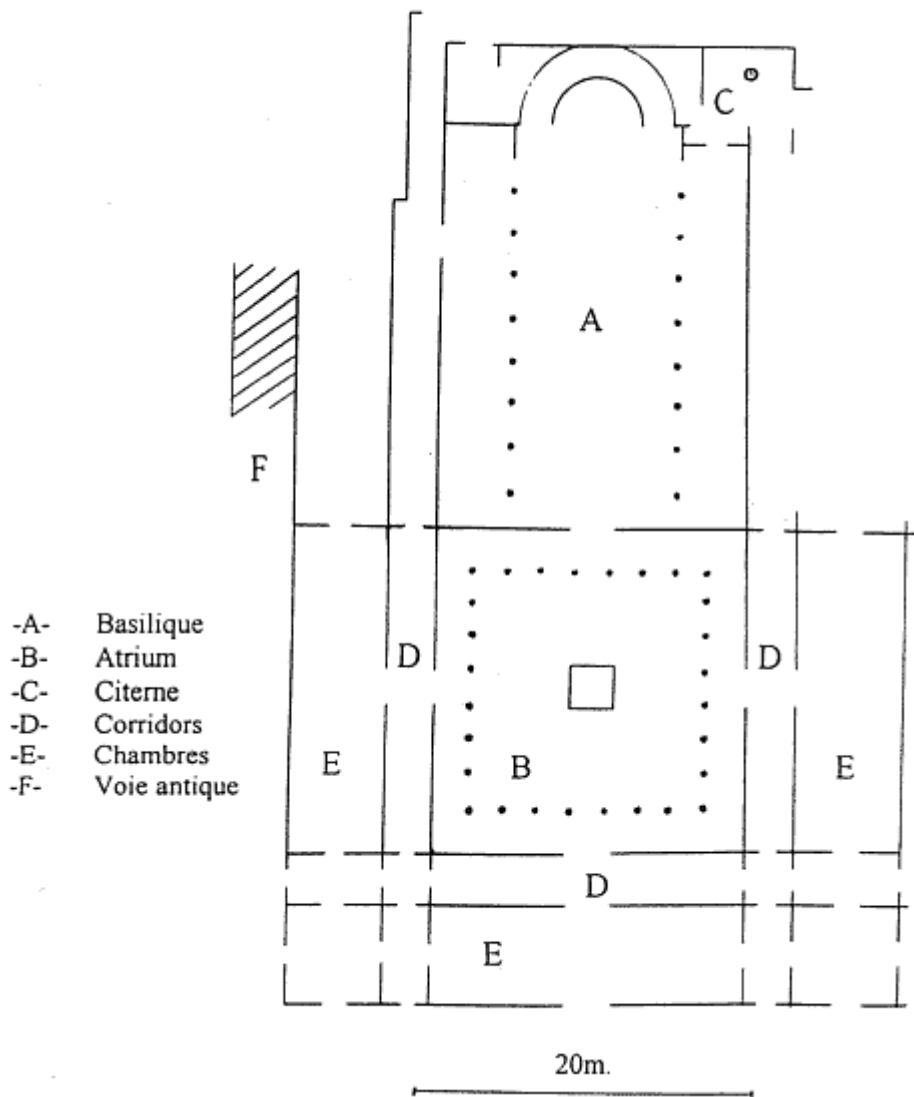 C
A
F
-A- Basilique
-B- Atrium
-C- Citerne
-D- Corridors
-E- Chambres
-F- Voie antique
D
D
E
B
E
D
E
20m.